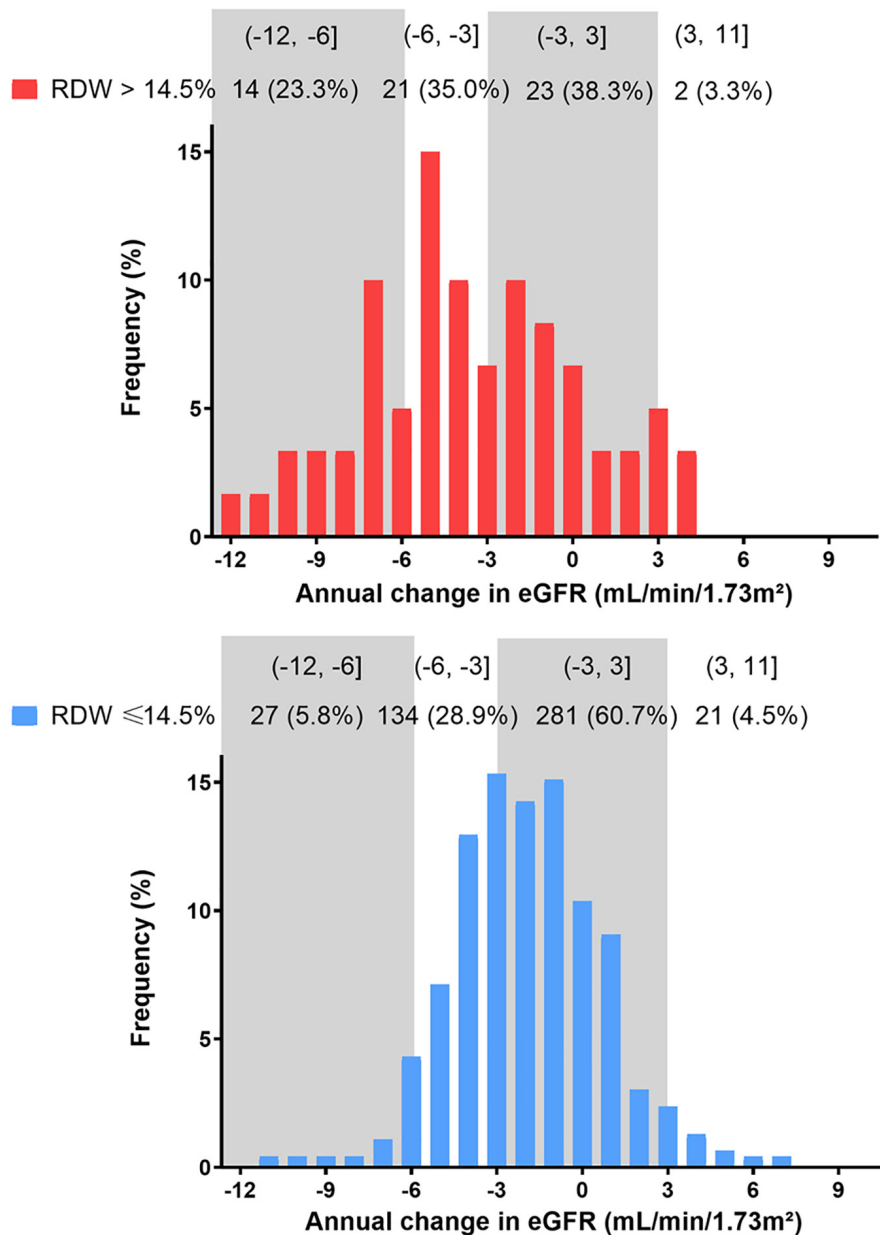 (-12, -6] (-6, -3] (-3, 3] (3, 11]
RDW > 14.5% 14 (23.3%) 21 (35.0%) 23 (38.3%) 2 (3.3%)
15
10
5
0
Frequency (%)
-12 -9 -6 -3 0 3 6 9
Annual change in eGFR (mL/min/1.73m²)
(-12, -6] (-6, -3] (-3, 3] (3, 11]
RDW ⩽14.5% 27 (5.8%) 134 (28.9%) 281 (60.7%) 21 (4.5%)
15
10
5
0
Frequency (%)
-12 -9 -6 -3 0 3 6 9
Annual change in eGFR (mL/min/1.73m²)